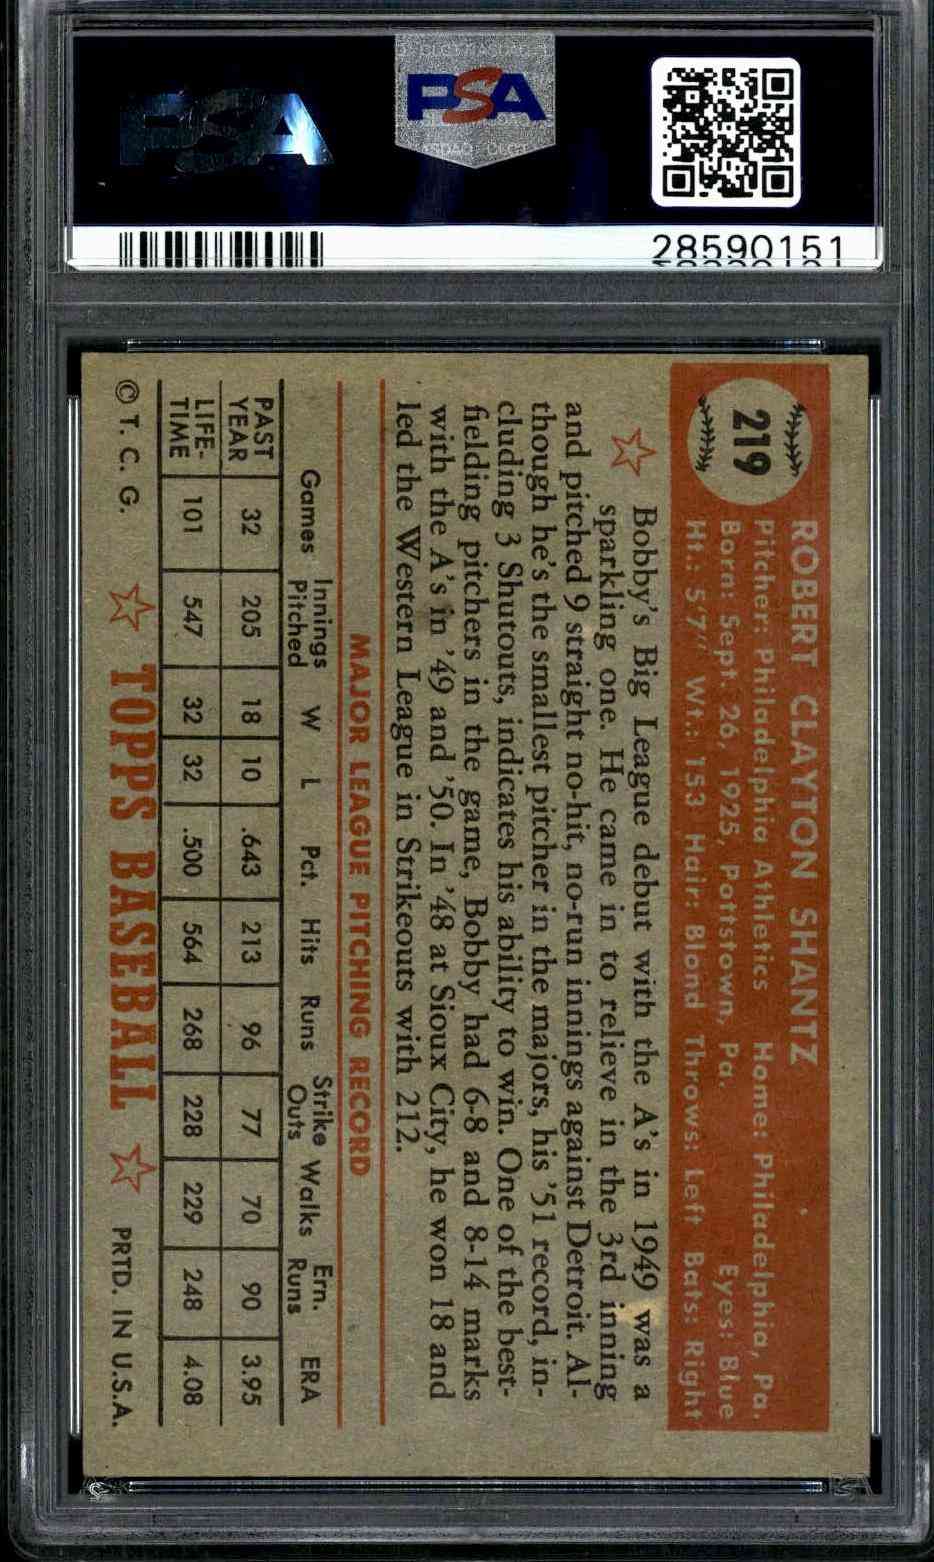 PSA
PSA
28590151
219
ROBERT CLAYTON SHANTZ
Pitcher: Philadelphia Athletics Home: Philadelphia, Pa.
Born: Sept. 26, 1925, Pottstown, Pa. Eyes: Blue
Ht.: 5'7" Wt.: 153 Hair: Blond Throws: Left Bats: Right
Bobby's Big League debut with the A's in 1949 was a
sparkling one. He came in to relieve in the 3rd inning
and pitched 9 straight no-hit, no-run innings against Detroit. Al-
though he's the smallest pitcher in the majors, his '51 record, in-
cluding 3 Shutouts, indicates his ability to win. One of the best-
fielding pitchers in the game, Bobby had 6-8 and 8-14 marks
with the A's in '49 and '50. In '48 at Sioux City, he won 18 and
led the Western League in Strikeouts with 212.
MAJOR LEAGUE PITCHING RECORD
Games Innings Pitched W L Pct. Hits Runs Strike Outs Walks Ern. Runs ERA
PAST YEAR 32 205 18 10 .643 213 96 77 70 90 3.95
LIFE-TIME 101 547 32 32 .500 564 268 228 229 248 4.08
© T. C. G. TOPPS BASEBALL PRTD. IN U.S.A.